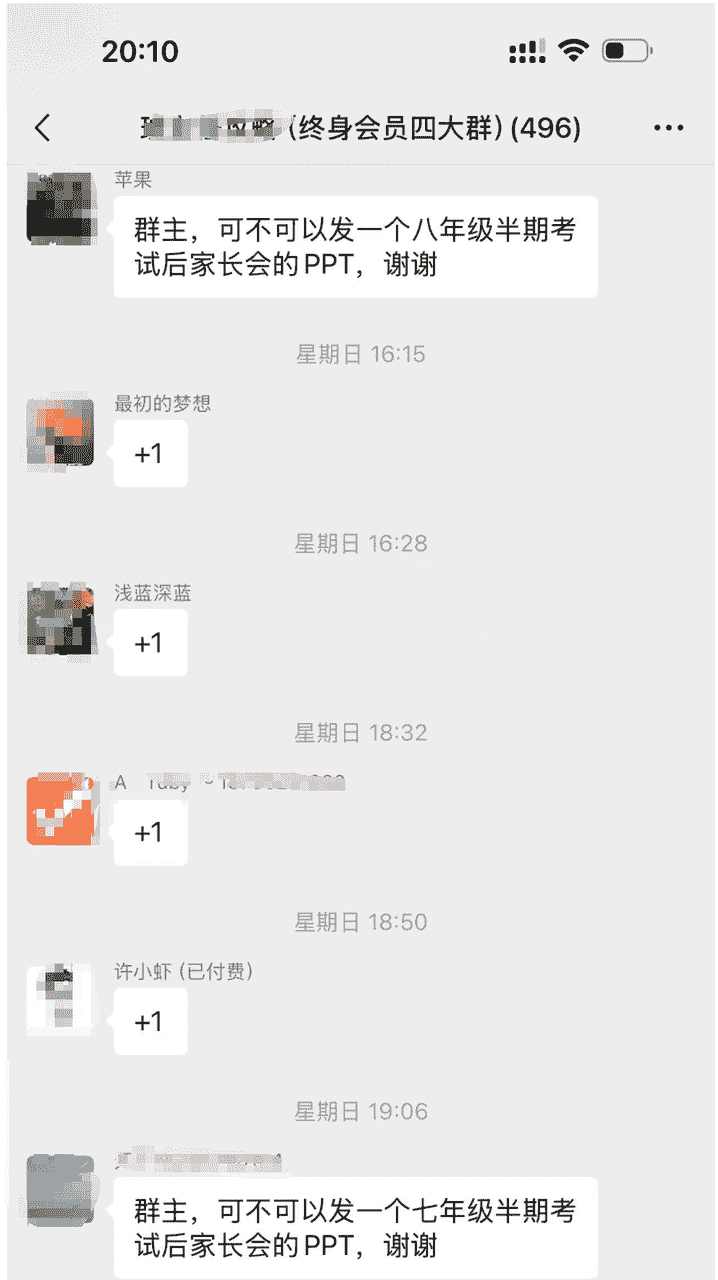 20:10
(终身会员四大群)(496)
苹果
群主，可不可以发一个八年级半期考
试后家长会的PPT，谢谢
星期日 16:15
最初的梦想
+1
星期日 16:28
浅蓝深蓝
+1
星期日 18:32
A
+1
星期日 18:50
许小虾 (已付费)
+1
星期日 19:06
群主，可不可以发一个七年级半期考
试后家长会的PPT，谢谢